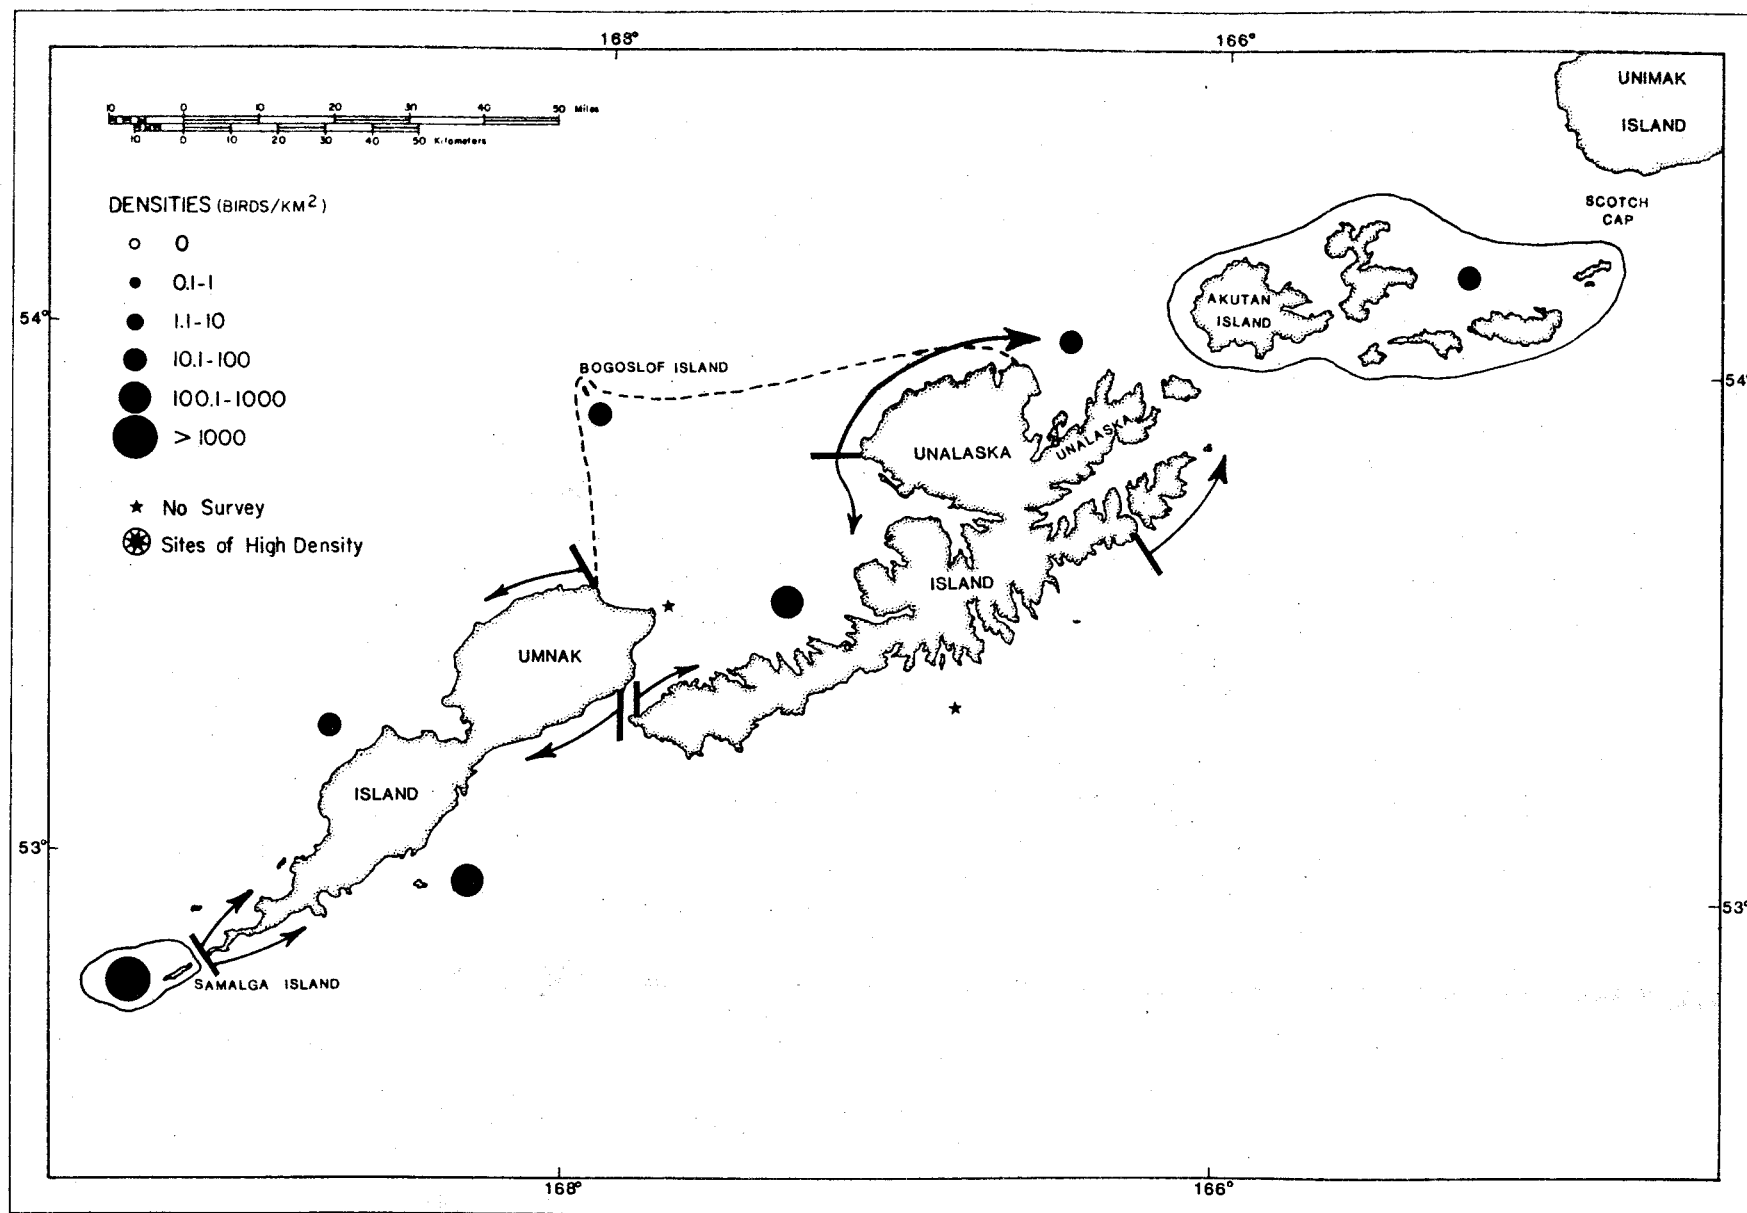 168°
166°
UNIMAK
ISLAND
10 0 10 20 30 40 50 Miles
10 0 10 20 30 40 50 Kilometers
DENSITIES (BIRDS/KM²)
0
0.1-1
1.1-10
10.1-100
100.1-1000
> 1000
No Survey
Sites of High Density
SCOTCH
CAP
AKUTAN
ISLAND
54°
54°
BOGOSLOF ISLAND
UNALASKA
UNALASKA
ISLAND
UMNAK
ISLAND
53°
53°
SAMALGA ISLAND
168°
166°